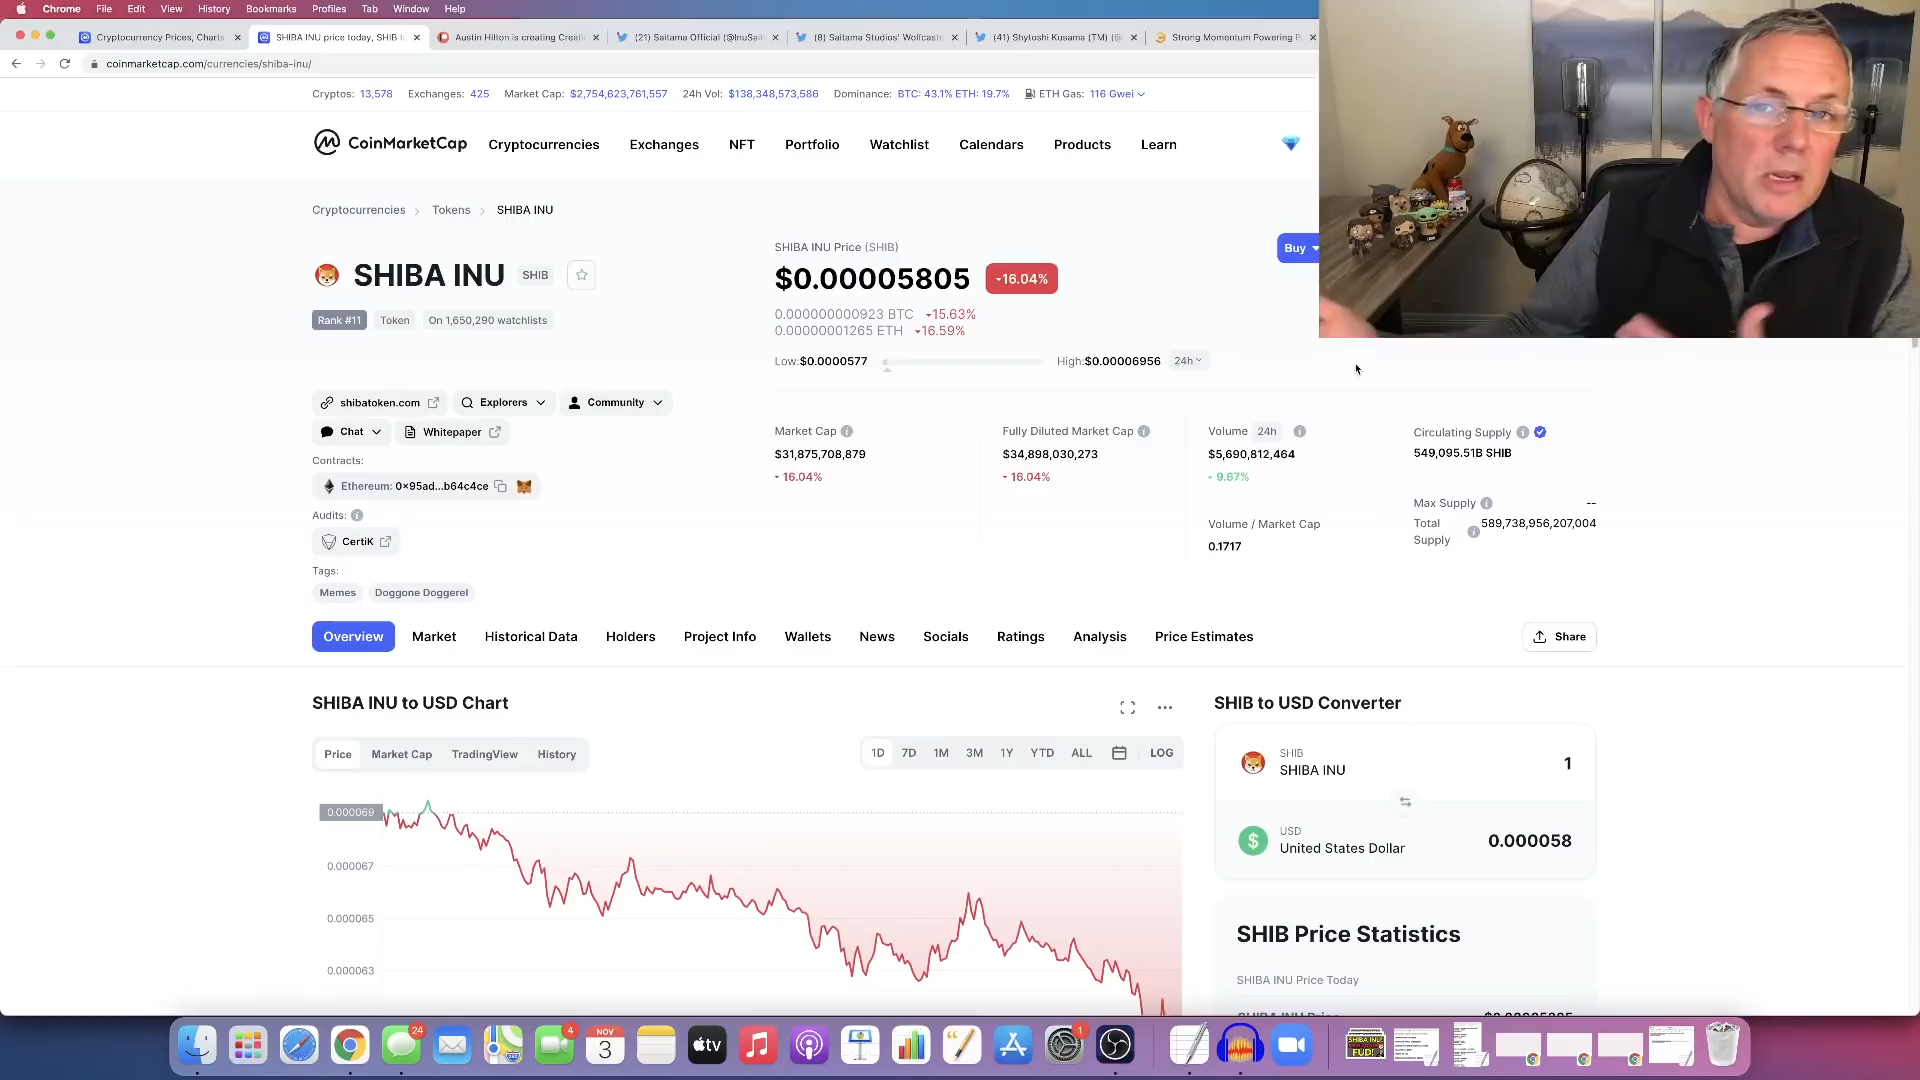 Chrome File Edit View History Bookmarks Profiles Tab Window Help
Cryptocurrency Prices, Charts
SHIBA INU price today, SHIB t
Austin Hilton is creating Creati
(21) Saitama Official (@InuSait
(8) Saitama Studios' Wolfcast
(41) Shytoshi Kusama (TM) (@
Strong Momentum Powering P
coinmarketcap.com/currencies/shiba-inu/
Cryptos: 13,578 Exchanges: 425 Market Cap: $2,754,623,761,557 24h Vol: $138,348,573,586 Dominance: BTC: 43.1% ETH: 19.7% ETH Gas: 116 Gwei
CoinMarketCap Cryptocurrencies Exchanges NFT Portfolio Watchlist Calendars Products Learn
Cryptocurrencies Tokens SHIBA INU
SHIBA INU SHIB
Rank #11 Token On 1,650,290 watchlists
SHIBA INU Price (SHIB)
Buy
$0.00005805 16.04%
0.000000000923 BTC 15.63%
0.00000001265 ETH 16.59%
Low:$0.0000577 High:$0.00006956 24h
shibatoken.com Explorers Community
Chat Whitepaper
Contracts:
Ethereum: 0x95ad...b64c4ce
Audits:
CertiK
Tags:
Memes Doggone Doggerel
Market Cap
$31,875,708,879
16.04%
Fully Diluted Market Cap
$34,898,030,273
16.04%
Volume 24h
$5,690,812,464
9.67%
Volume / Market Cap
0.1717
Circulating Supply
549,095.51B SHIB
Max Supply --
Total Supply 589,738,956,207,004
Overview Market Historical Data Holders Project Info Wallets News Socials Ratings Analysis Price Estimates Share
SHIBA INU to USD Chart
Price Market Cap TradingView History
1D 7D 1M 3M 1Y YTD ALL LOG
0.000069
0.000067
0.000065
0.000063
SHIB to USD Converter
SHIB
SHIBA INU 1
USD
United States Dollar 0.000058
SHIB Price Statistics
SHIBA INU Price Today
24
4
NOV
3
tv
1
SHIBA INU
FUD!